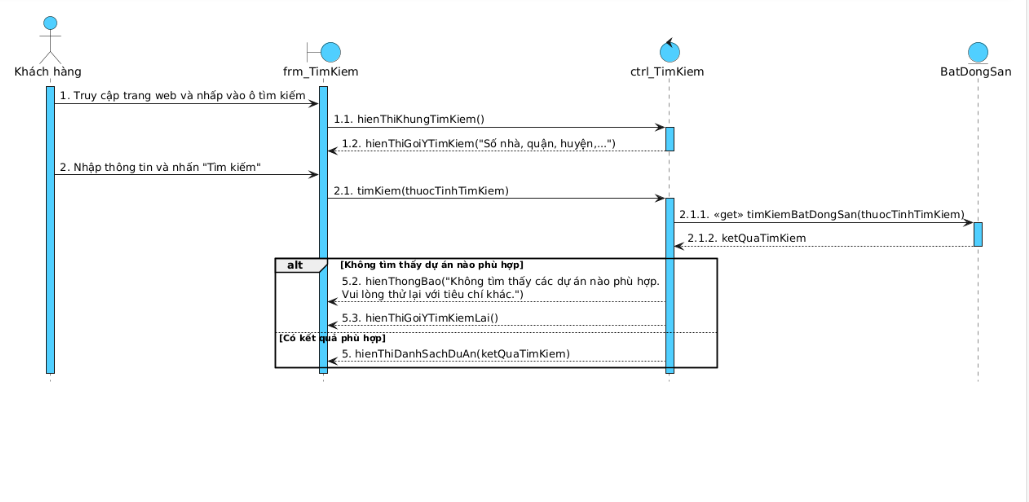 Khách hàng
frm_TimKiem
ctrl_TimKiem
BatDongSan
1. Truy cập trang web và nhấp vào ô tìm kiếm
1.1. hienThiKhungTimKiem()
1.2. hienThiGoiYTimKiem("Số nhà, quận, huyện,...")
2. Nhập thông tin và nhấn "Tìm kiếm"
2.1. timKiem(thuocTinhTimKiem)
2.1.1. «get» timKiemBatDongSan(thuocTinhTimKiem)
2.1.2. ketQuaTimKiem
alt
[Không tìm thấy dự án nào phù hợp]
5.2. hienThongBao("Không tìm thấy các dự án nào phù hợp.
Vui lòng thử lại với tiêu chí khác.")
5.3. hienThiGoiYTimKiemLai()
[Có kết quả phù hợp]
5. hienThiDanhSachDuAn(ketQuaTimKiem)